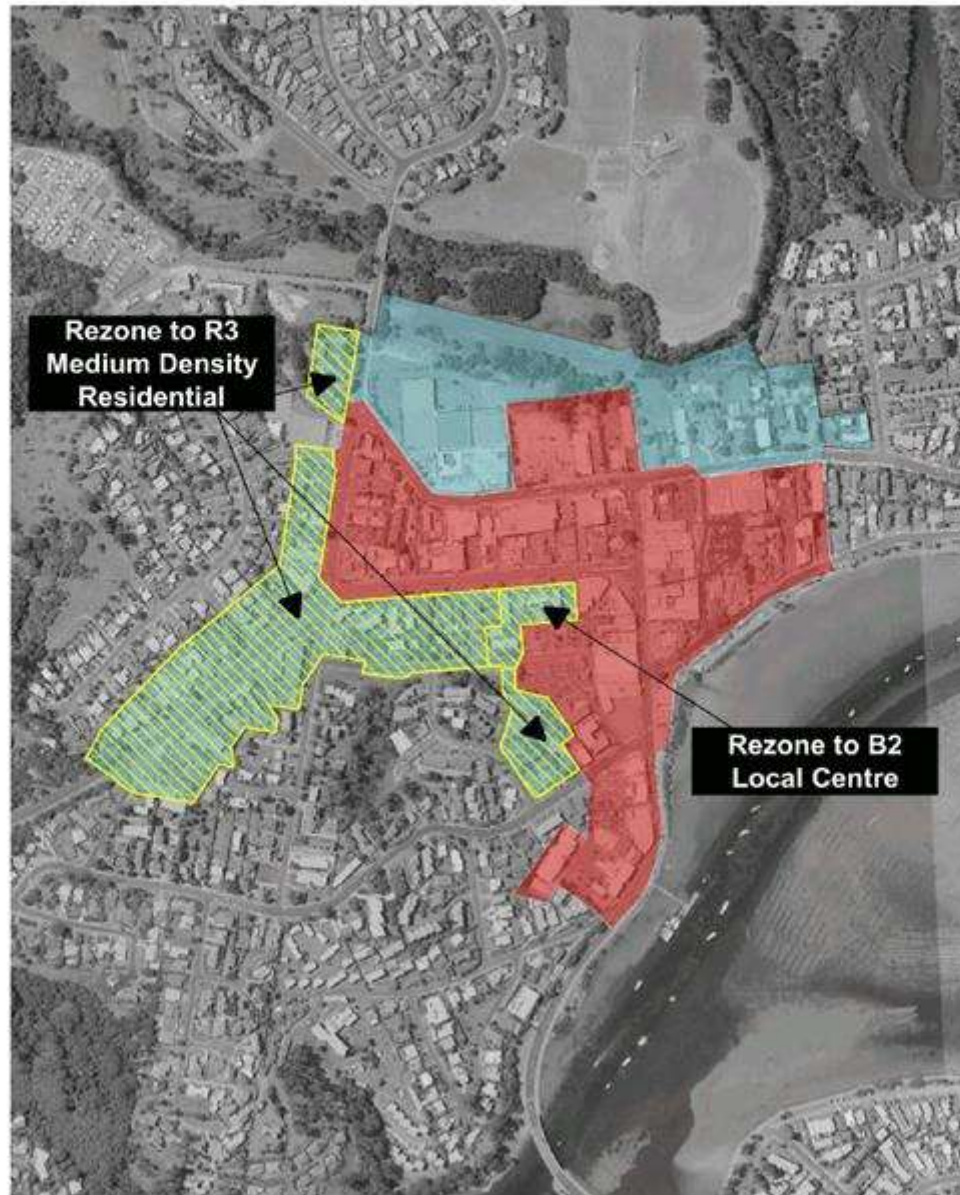 Rezone to R3
Medium Density
Residential
Rezone to B2
Local Centre